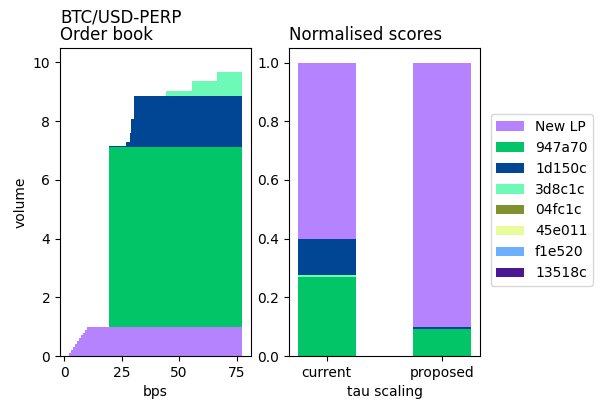 BTC/USD-PERP
Order book
Normalised scores
10
8
6
4
2
0
volume
0
25
50
75
bps
1.0
0.8
0.6
0.4
0.2
0.0
current
proposed
tau scaling
New LP
947a70
1d150c
3d8c1c
04fc1c
45e011
f1e520
13518c